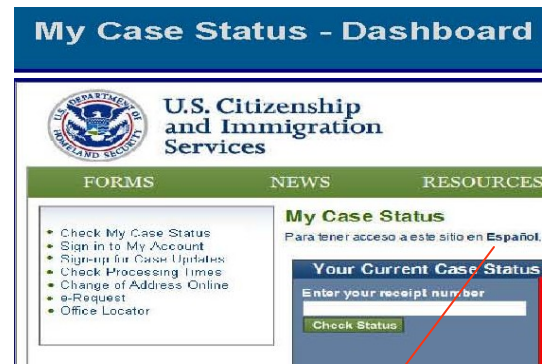 My Case Status - Dashboard
U.S. Citizenship
and Immigration
Services
FORMS NEWS RESOURCES
Check My Case Status
Sign in to My Account
Sign-up for Case Updates
Check Processing Times
Change of Address Online
e-Request
Office Locator
My Case Status
Para tener acceso a este sitio en Español.
Your Current Case Status
Enter your receipt number
Check Status